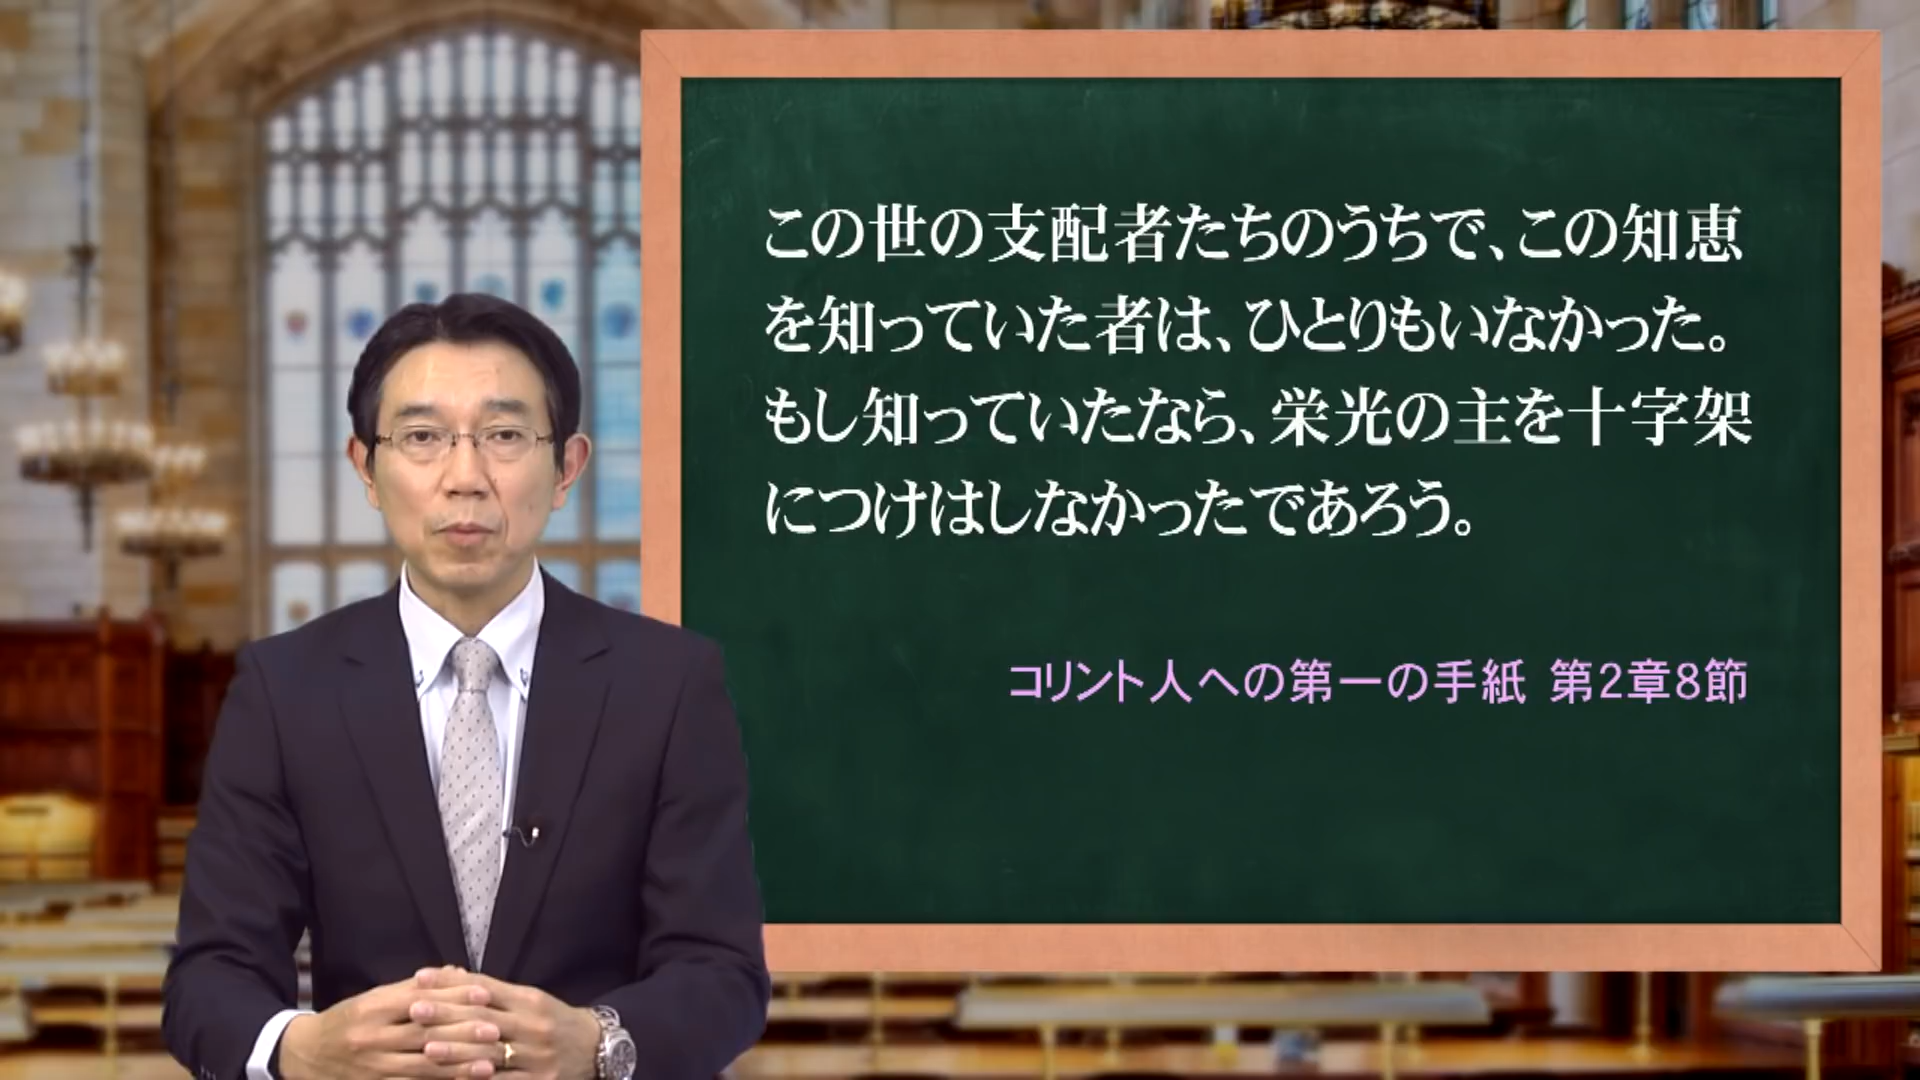 この世の支配者たちのうちで、この知恵
を知っていた者は、ひとりもいなかった。
もし知っていたなら、栄光の主を十字架
につけはしなかったであろう。
コリント人への第一の手紙 第2章8節